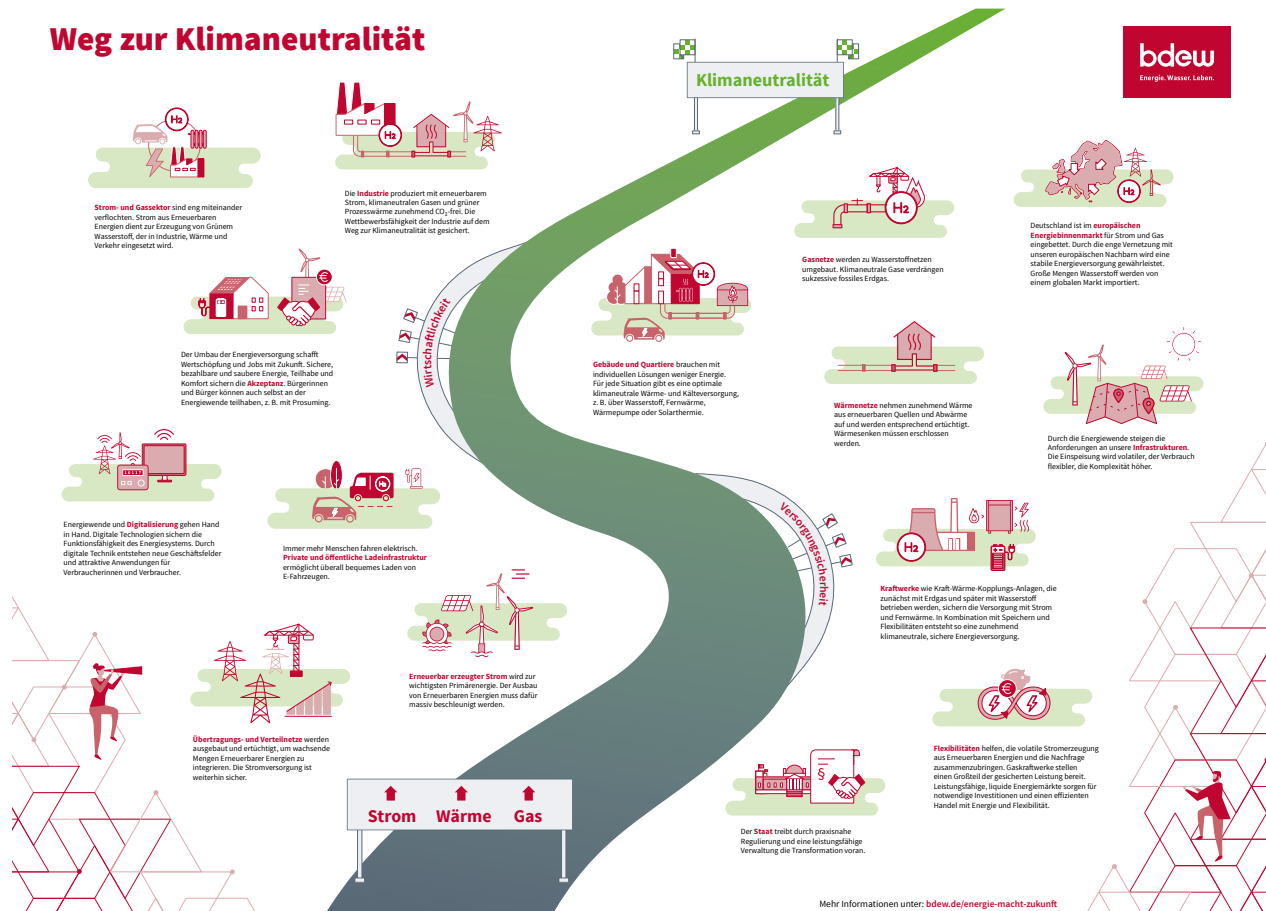 Weg zur Klimaneutralität
bdew
Energie. Wasser. Leben.
Klimaneutralität
H2
Strom- und Gassektor sind eng miteinander
verflochten. Strom aus Erneuerbaren
Energien dient zur Erzeugung von Grünem
Wasserstoff, der in Industrie, Wärme und
Verkehr eingesetzt wird.
H2
Die Industrie produziert mit erneuerbarem
Strom, klimaneutralen Gasen und grüner
Prozesswärme zunehmend CO₂-frei. Die
Wettbewerbsfähigkeit der Industrie auf dem
Weg zur Klimaneutralität ist gesichert.
H2
Gasnetze werden zu Wasserstoffnetzen
umgebaut. Klimaneutrale Gase verdrängen
sukzessive fossiles Erdgas.
H2
Deutschland ist im europäischen
Energiebinnenmarkt für Strom und Gas
eingebettet. Durch die enge Vernetzung mit
unseren europäischen Nachbarn wird eine
stabile Energieversorgung gewährleistet.
Große Mengen Wasserstoff werden von
einem globalen Markt importiert.
€
Der Umbau der Energieversorgung schafft
Wertschöpfung und Jobs mit Zukunft. Sichere,
bezahlbare und saubere Energie, Teilhabe und
Komfort sichern die Akzeptanz. Bürgerinnen
und Bürger können auch selbst an der
Energiewende teilhaben, z. B. mit Prosuming.
Wirtschaftlichkeit
H2
Gebäude und Quartiere brauchen mit
individuellen Lösungen weniger Energie.
Für jede Situation gibt es eine optimale
klimaneutrale Wärme- und Kälteversorgung,
z. B. über Wasserstoff, Fernwärme,
Wärmepumpe oder Solarthermie.
Wärmenetze nehmen zunehmend Wärme
aus erneuerbaren Quellen und Abwärme
auf und werden entsprechend ertüchtigt.
Wärmesenken müssen erschlossen
werden.
Durch die Energiewende steigen die
Anforderungen an unsere Infrastrukturen.
Die Einspeisung wird volatiler, der Verbrauch
flexibler, die Komplexität höher.
Energiewende und Digitalisierung gehen Hand
in Hand. Digitale Technologien sichern die
Funktionsfähigkeit des Energiesystems. Durch
digitale Technik entstehen neue Geschäftsfelder
und attraktive Anwendungen für
Verbraucherinnen und Verbraucher.
H2
Immer mehr Menschen fahren elektrisch.
Private und öffentliche Ladeinfrastruktur
ermöglicht überall bequemes Laden von
E-Fahrzeugen.
Versorgungssicherheit
H2
Kraftwerke wie Kraft-Wärme-Kopplungs-Anlagen, die
zunächst mit Erdgas und später mit Wasserstoff
betrieben werden, sichern die Versorgung mit Strom
und Fernwärme. In Kombination mit Speichern und
Flexibilitäten entsteht so eine zunehmend
klimaneutrale, sichere Energieversorgung.
Erneuerbar erzeugter Strom wird zur
wichtigsten Primärenergie. Der Ausbau
von Erneuerbaren Energien muss dafür
massiv beschleunigt werden.
Übertragungs- und Verteilnetze werden
ausgebaut und ertüchtigt, um wachsende
Mengen Erneuerbarer Energien zu
integrieren. Die Stromversorgung ist
weiterhin sicher.
€
Flexibilitäten helfen, die volatile Stromerzeugung
aus Erneuerbaren Energien und die Nachfrage
zusammenzubringen. Gaskraftwerke stellen
einen Großteil der gesicherten Leistung bereit.
Leistungsfähige, liquide Energiemärkte sorgen für
notwendige Investitionen und einen effizienten
Handel mit Energie und Flexibilität.
§
Der Staat treibt durch praxisnahe
Regulierung und eine leistungsfähige
Verwaltung die Transformation voran.
Strom Wärme Gas
Mehr Informationen unter: bdew.de/energie-macht-zukunft